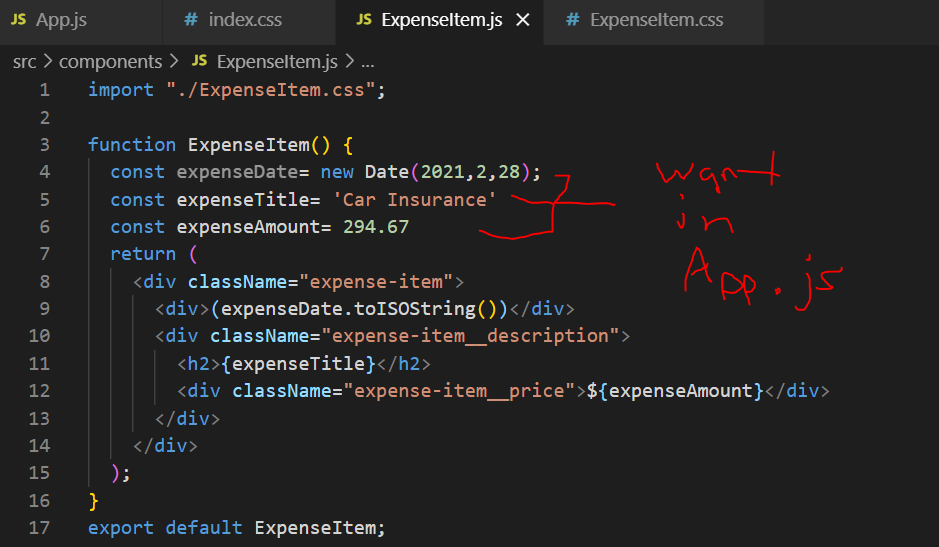 JS App.js # index.css JS ExpenseItem.js × # ExpenseItem.css
src > components > JS ExpenseItem.js > ...
1 import "./ExpenseItem.css";
2
3 function ExpenseItem() {
4 const expenseDate= new Date(2021,2,28);
5 const expenseTitle= 'Car Insurance'
6 const expenseAmount= 294.67
7 return (
8 <div className="expense-item">
9 <div>(expenseDate.toISOString())</div>
10 <div className="expense-item__description">
11 <h2>{expenseTitle}</h2>
12 <div className="expense-item__price">${expenseAmount}</div>
13 </div>
14 </div>
15 );
16 }
17 export default ExpenseItem;
want
in
App.js